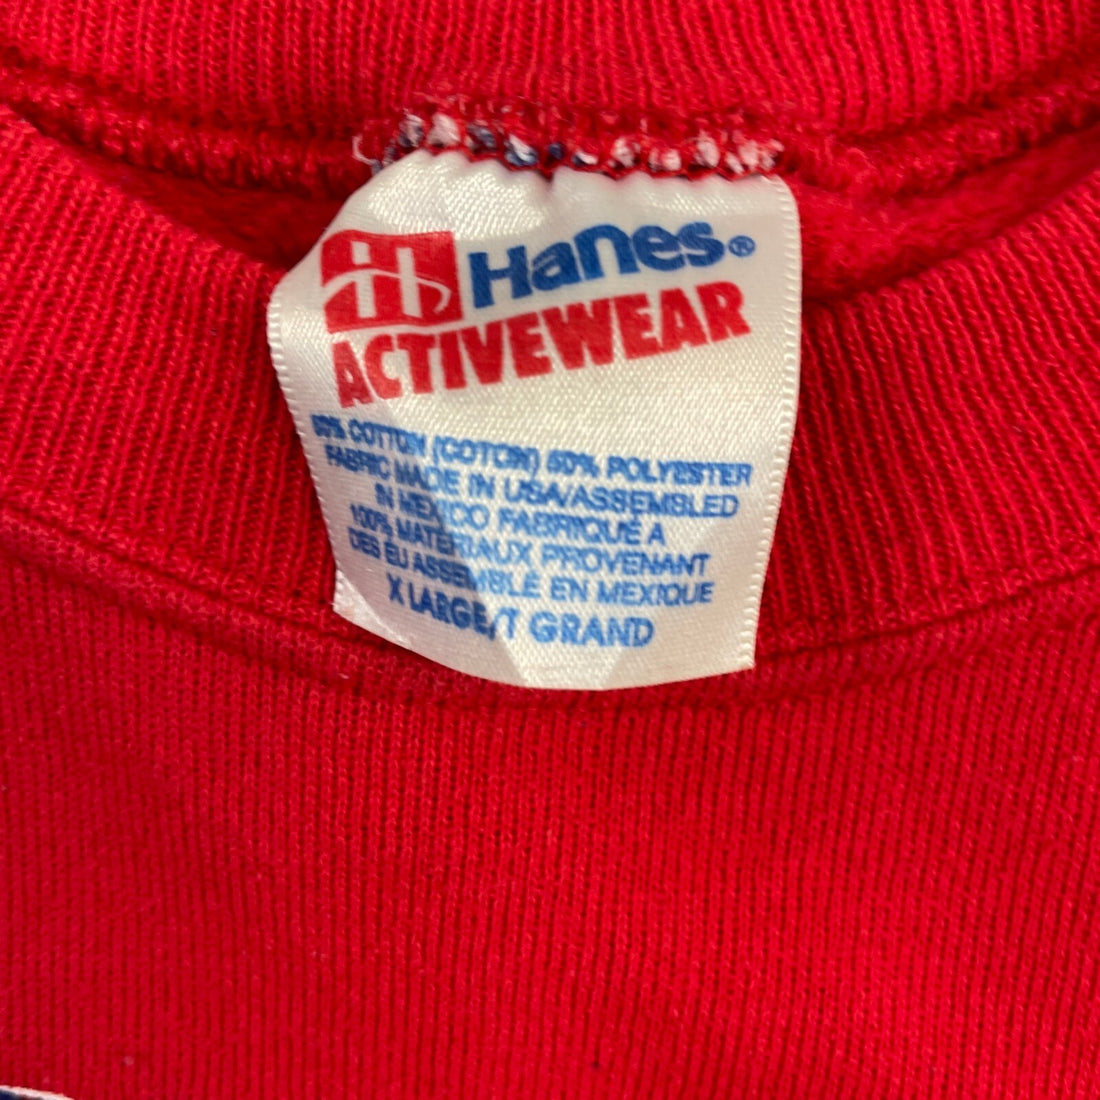 Hanes®
ACTIVEWEAR
50% COTTON (COTON) 50% POLYESTER
FABRIC MADE IN USA/ASSEMBLED
IN MEXICO FABRIQUÉ A
100% MATERIAUX PROVENANT
DES EU ASSEMBLÉ EN MEXIQUE
X LARGE/T GRAND